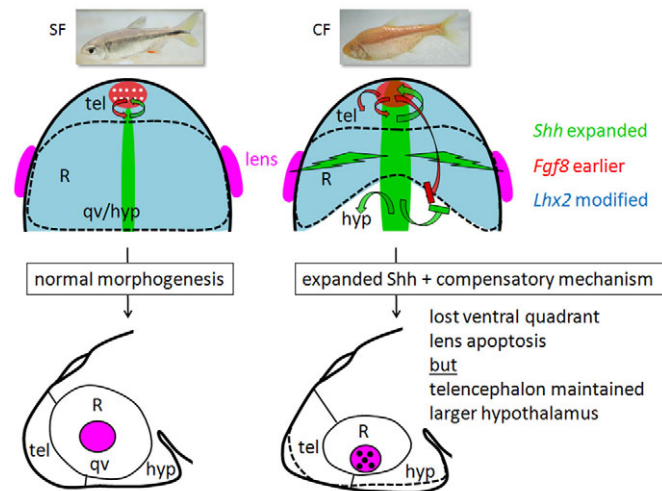 SF
CF
tel
R
qv/hyp
lens
tel
R
hyp
Shh expanded
Fgf8 earlier
Lhx2 modified
normal morphogenesis
expanded Shh + compensatory mechanism
lost ventral quadrant
lens apoptosis
but
telencephalon maintained
larger hypothalamus
R
tel
qv
hyp
R
tel
hyp